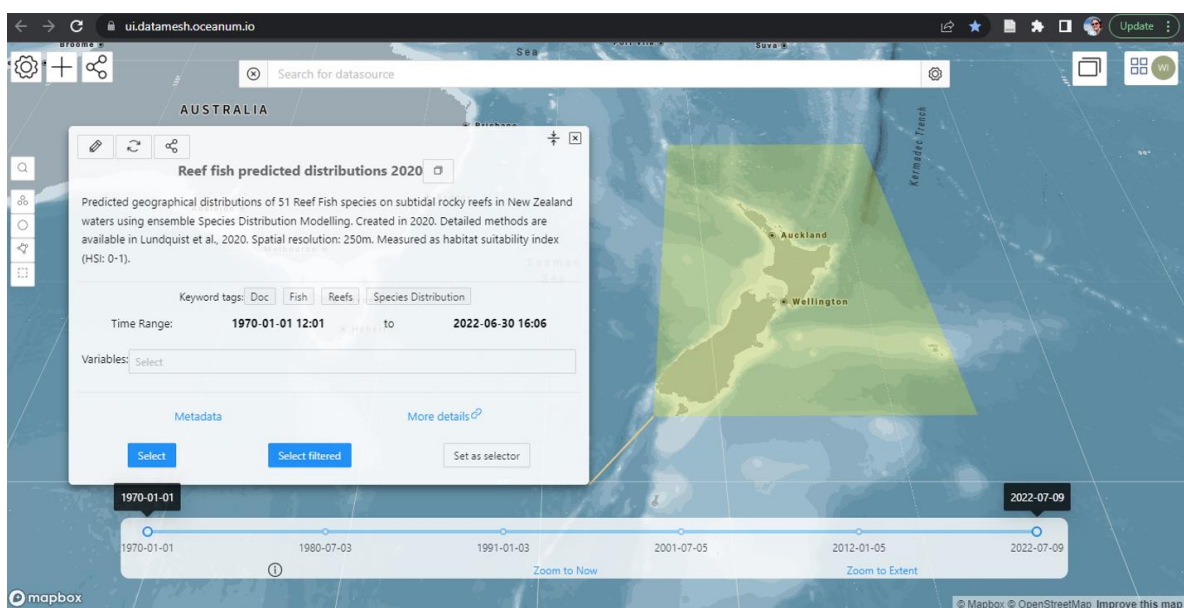 ui.datamesh.oceanum.io
Update
Broome
Sea
Suva
Search for datasource
WI
AUSTRALIA
Brisbane
Kermadec Trench
Reef fish predicted distributions 2020
Predicted geographical distributions of 51 Reef Fish species on subtidal rocky reefs in New Zealand
waters using ensemble Species Distribution Modelling. Created in 2020. Detailed methods are
available in Lundquist et al., 2020. Spatial resolution: 250m. Measured as habitat suitability index
(HSI: 0-1).
Auckland
Keyword tags: Doc Fish Reefs Species Distribution
Wellington
Time Range: 1970-01-01 12:01 to 2022-06-30 16:06
Variables: Select
Metadata More details
Select Select filtered Set as selector
1970-01-01 2022-07-09
1970-01-01 1980-07-03 1991-01-03 2001-07-05 2012-01-05 2022-07-09
Zoom to Now Zoom to Extent
mapbox
© Mapbox © OpenStreetMap Improve this map